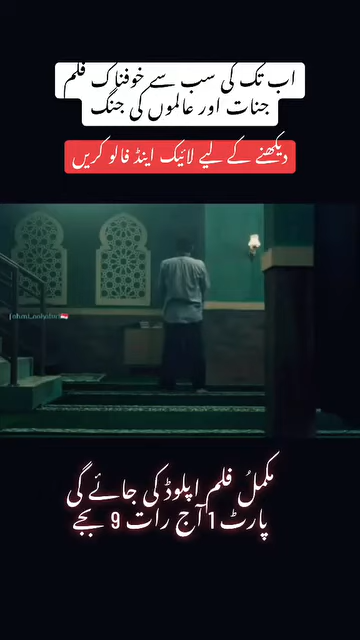 اب تک کی سب سے خوفناک فلم
جنات اور عالموں کی جنگ
دیکھنے کے لیے لائیک اینڈ فالو کریں
مکمل فلم اپلوڈ کی جائے گی
پارٹ 1 آج رات 9 بجے